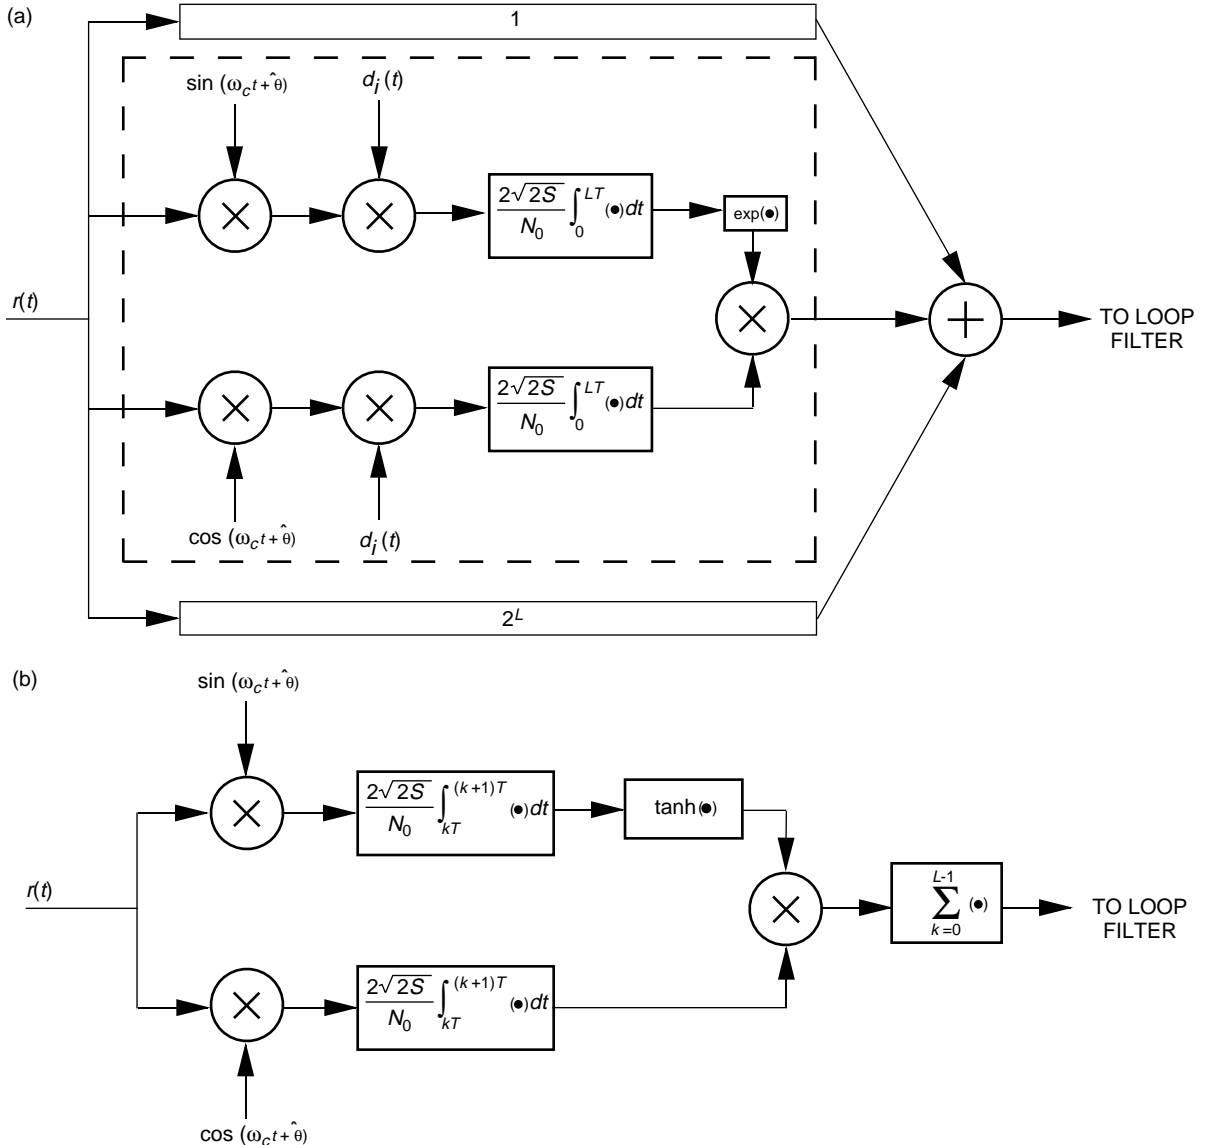 (a)
1
sin (ω_c t + θ̂)
d_i (t)
2√2S / N_0 ∫_0^LT (•) dt
exp(•)
r(t)
TO LOOP
FILTER
2√2S / N_0 ∫_0^LT (•) dt
cos (ω_c t + θ̂)
d_i (t)
2^L
(b)
sin (ω_c t + θ̂)
2√2S / N_0 ∫_kT^(k+1)T (•) dt
tanh(•)
r(t)
∑_{k=0}^{L-1} (•)
TO LOOP
FILTER
2√2S / N_0 ∫_kT^(k+1)T (•) dt
cos (ω_c t + θ̂)